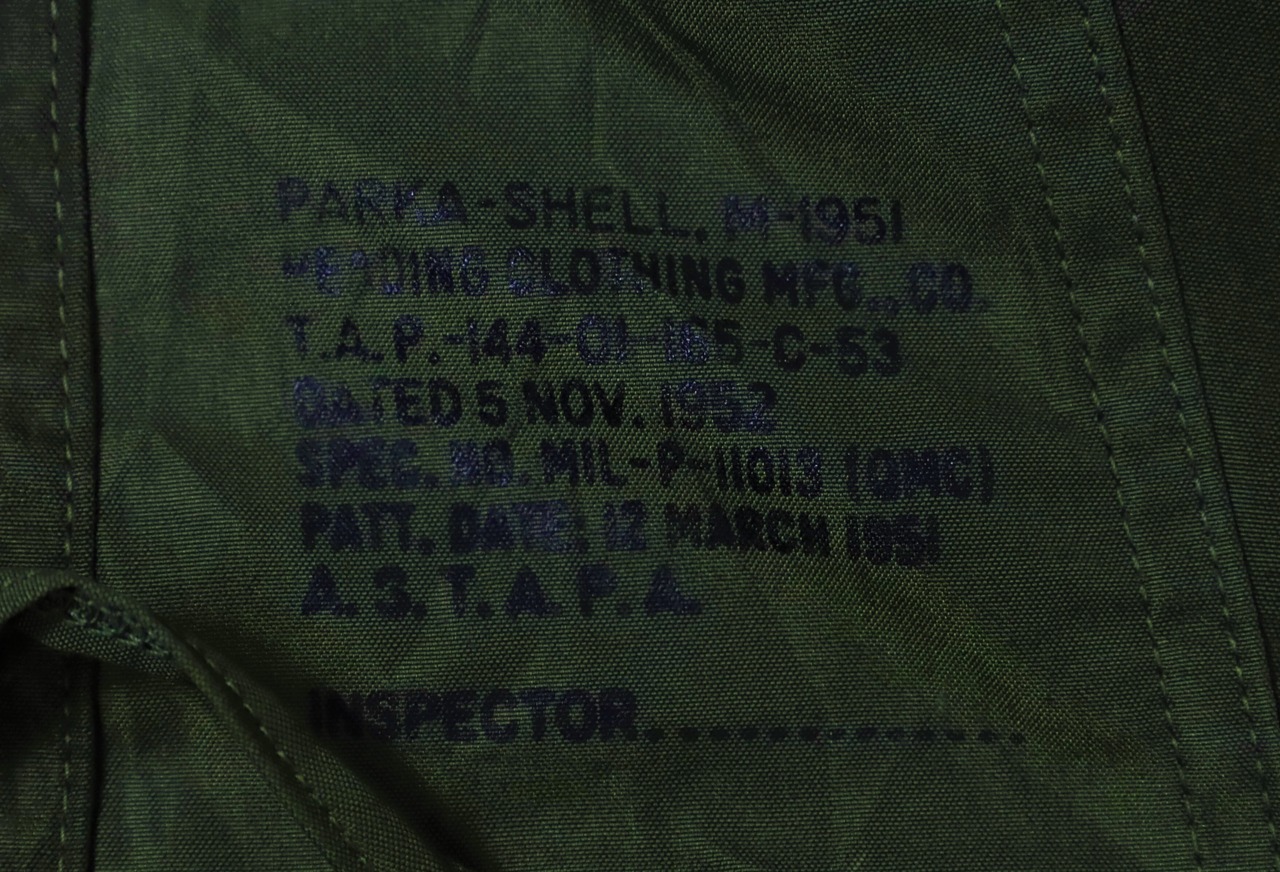 PARKA-SHELL, M-1951
CLOTHING MFG., CO.
T.A.P.-144-01-165-C-53
DATED 5 NOV. 1952
SPEC. NO. MIL-P-11013 (QMC)
PATT. DATE, 12 MARCH 1951
A.S.T.A.P.A.
INSPECTOR..............